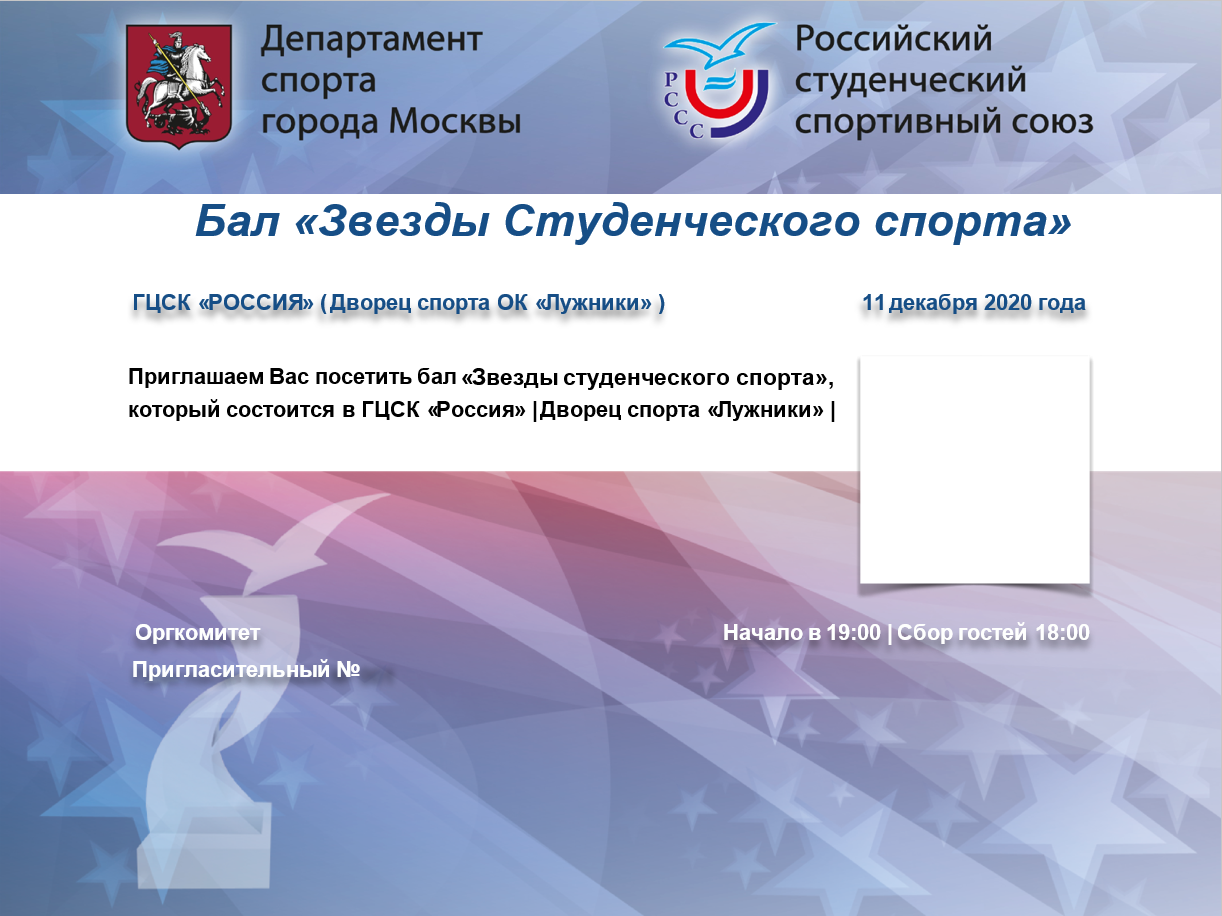 Департамент
спорта
города Москвы
РССС
Российский
студенческий
спортивный союз
Бал «Звезды Студенческого спорта»
ГЦСК «РОССИЯ» ( Дворец спорта ОК «Лужники» )
11 декабря 2020 года
Приглашаем Вас посетить бал «Звезды студенческого спорта»,
который состоится в ГЦСК «Россия» | Дворец спорта «Лужники» |
Оргкомитет
Начало в 19:00 | Сбор гостей 18:00
Пригласительный №